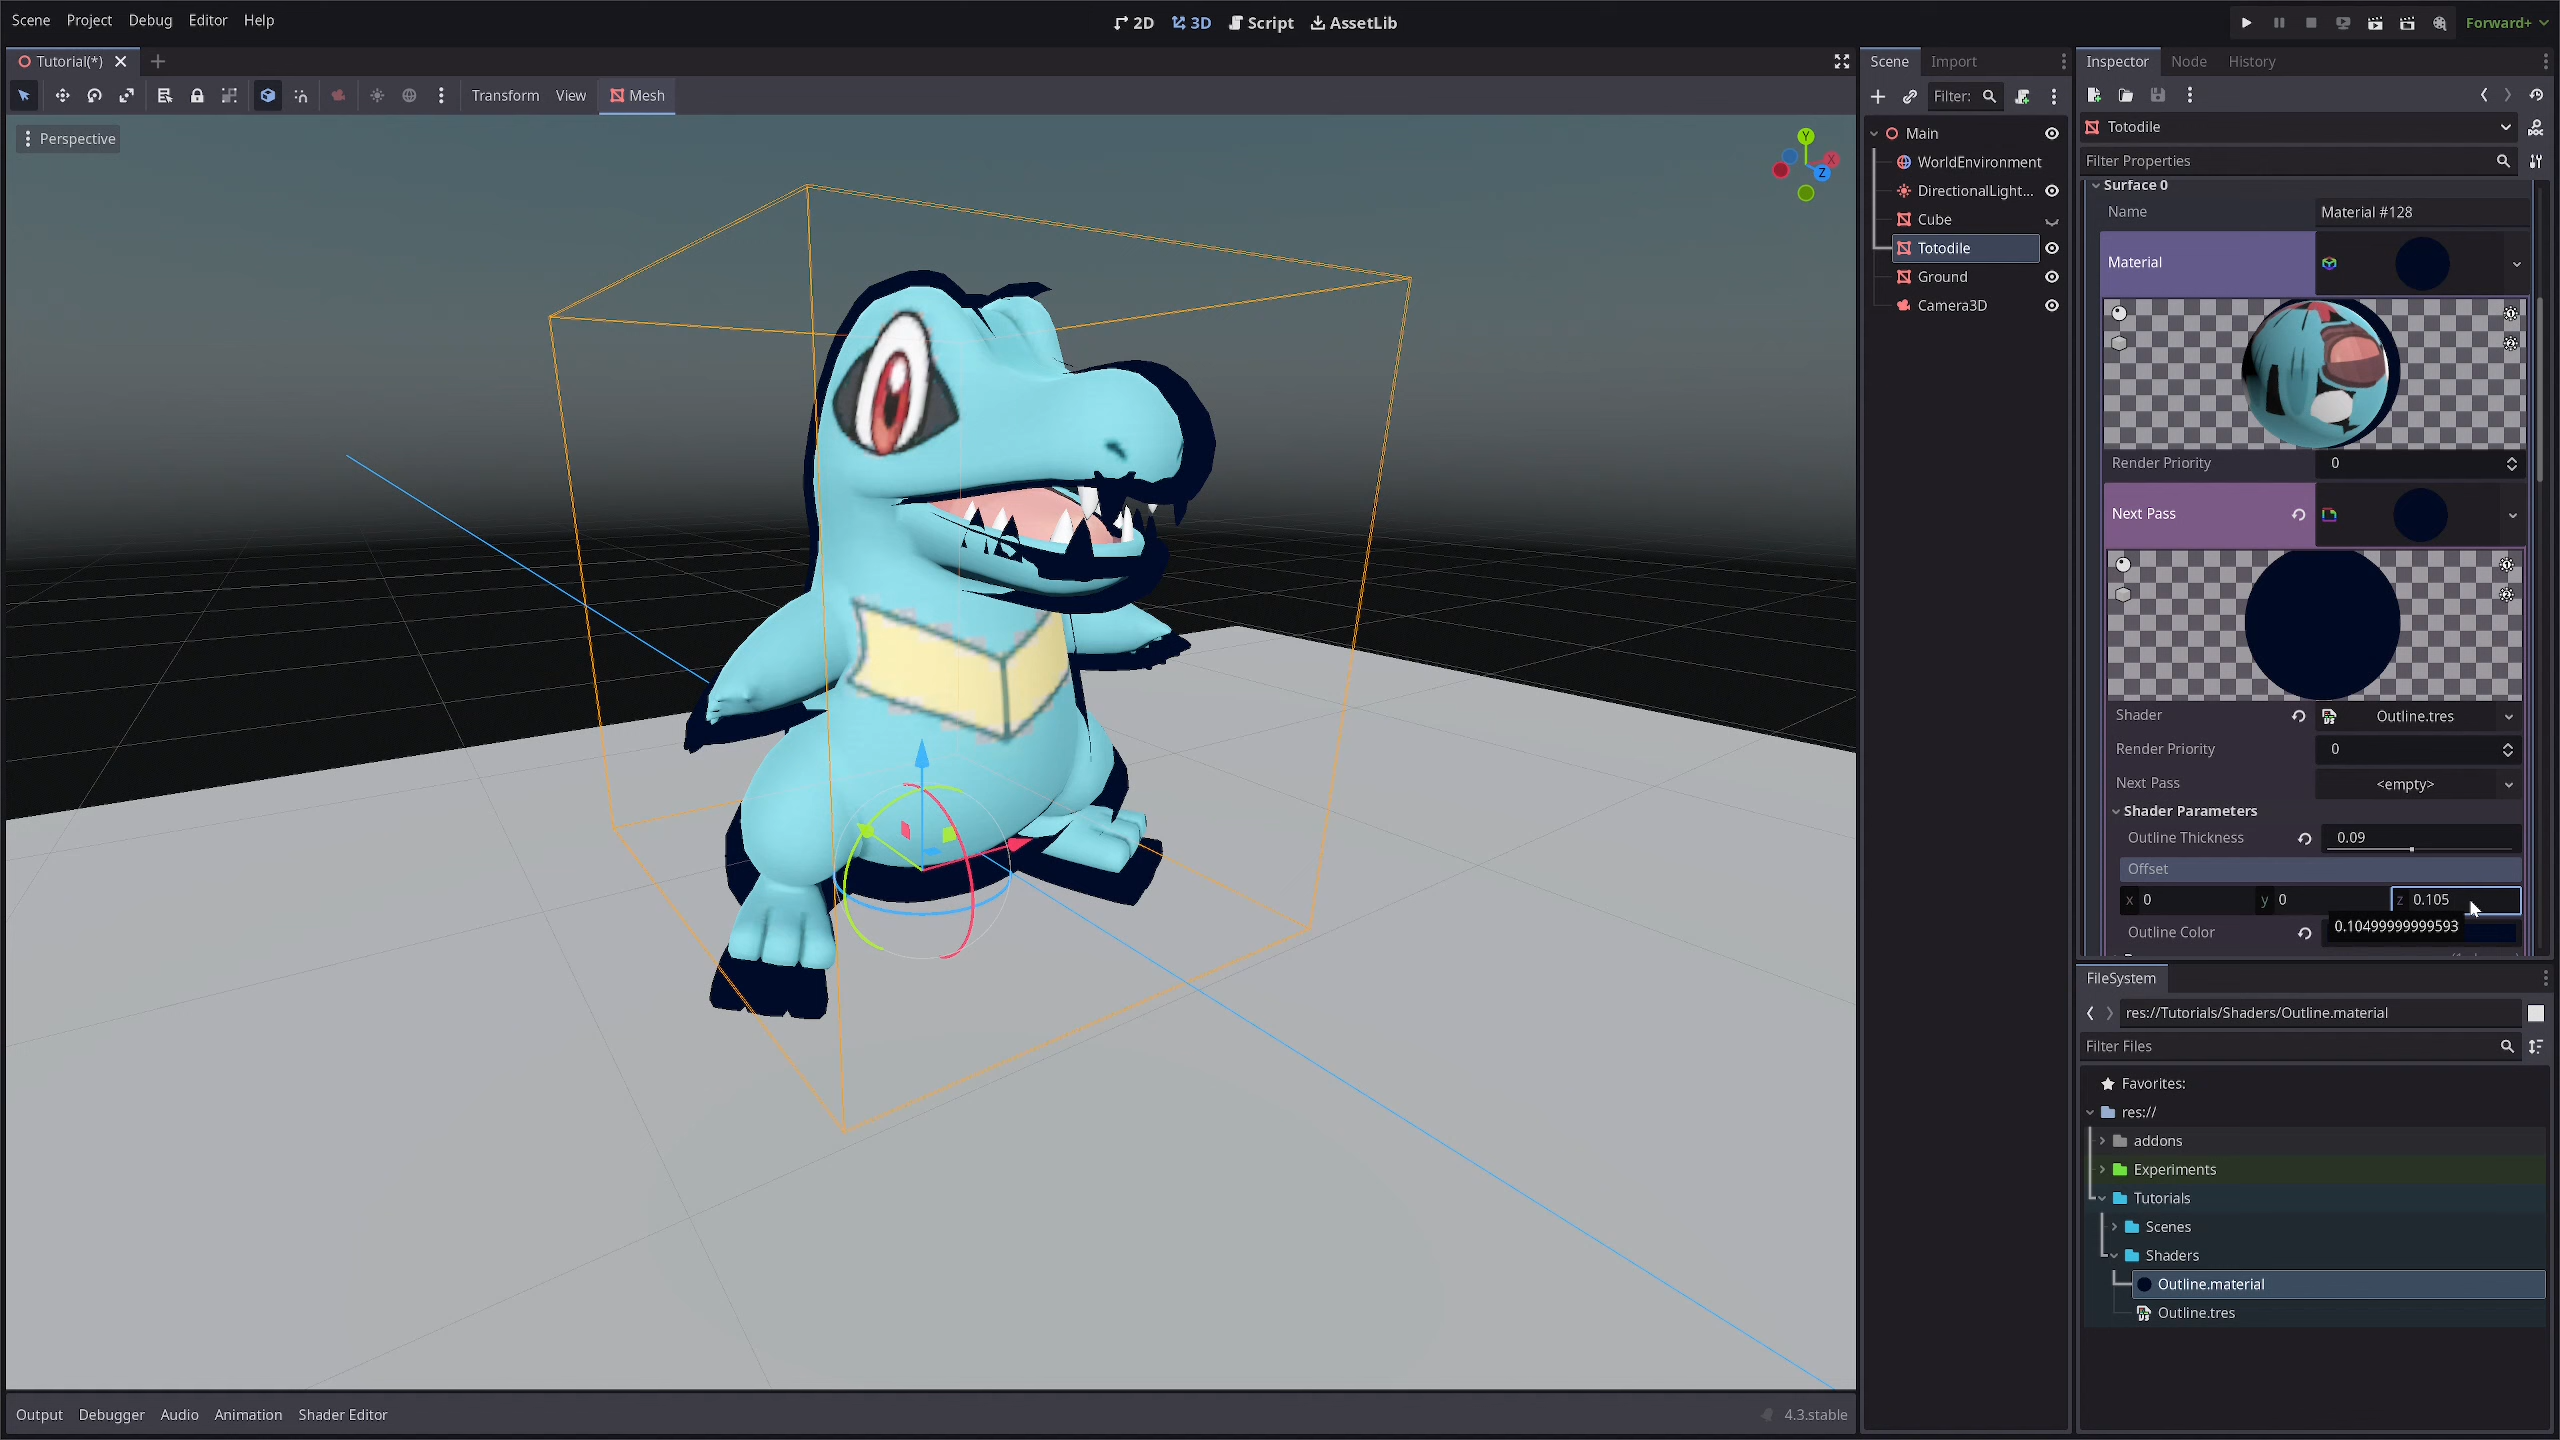 Scene Project Debug Editor Help
2D 3D Script AssetLib
Forward+
Tutorial(*)
Transform View Mesh
Perspective
Y
X
Z
Scene Import
Filter:
Main
WorldEnvironment
DirectionalLight...
Cube
Totodile
Ground
Camera3D
Inspector Node History
Totodile
Filter Properties
Surface 0
Name Material #128
Material
Render Priority 0
Next Pass
Shader Outline.tres
Render Priority 0
Next Pass <empty>
Shader Parameters
Outline Thickness 0.09
Offset
x 0 y 0 z 0.105
0.10499999999593
Outline Color
FileSystem
res://Tutorials/Shaders/Outline.material
Filter Files
Favorites:
res://
addons
Experiments
Tutorials
Scenes
Shaders
Outline.material
Outline.tres
Output Debugger Audio Animation Shader Editor
4.3.stable